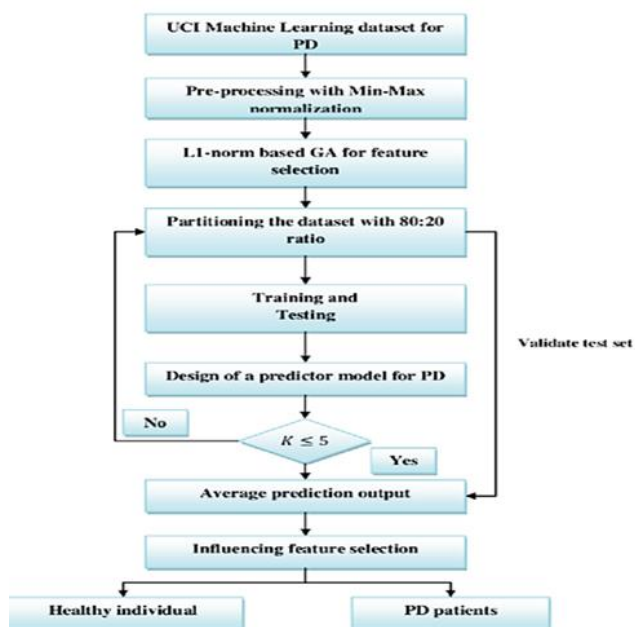 UCI Machine Learning dataset for
PD
Pre-processing with Min-Max
normalization
L1-norm based GA for feature
selection
Partitioning the dataset with 80:20
ratio
Training and
Testing
Validate test set
Design of a predictor model for PD
No
K ≤ 5
Yes
Average prediction output
Influencing feature selection
Healthy individual
PD patients